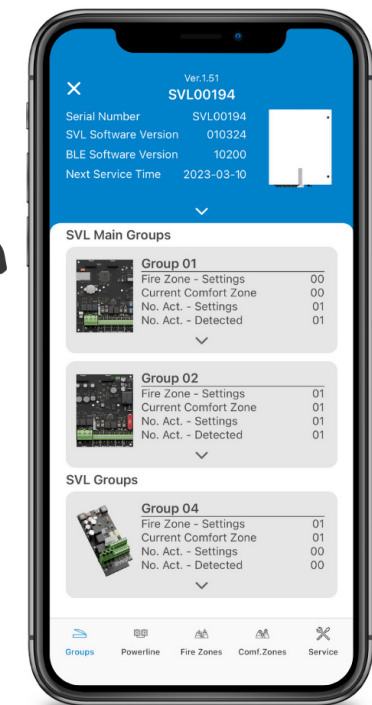 Ver.1.51
SVL00194
Serial Number SVL00194
SVL Software Version 010324
BLE Software Version 10200
Next Service Time 2023-03-10
SVL Main Groups
Group 01
Fire Zone - Settings 00
Current Comfort Zone 00
No. Act. - Settings 01
No. Act. - Detected 01
Group 02
Fire Zone - Settings 01
Current Comfort Zone 01
No. Act. - Settings 01
No. Act. - Detected 01
SVL Groups
Group 04
Fire Zone - Settings 01
Current Comfort Zone 01
No. Act. - Settings 00
No. Act. - Detected 00
Groups Powerline Fire Zones Comf.Zones Service